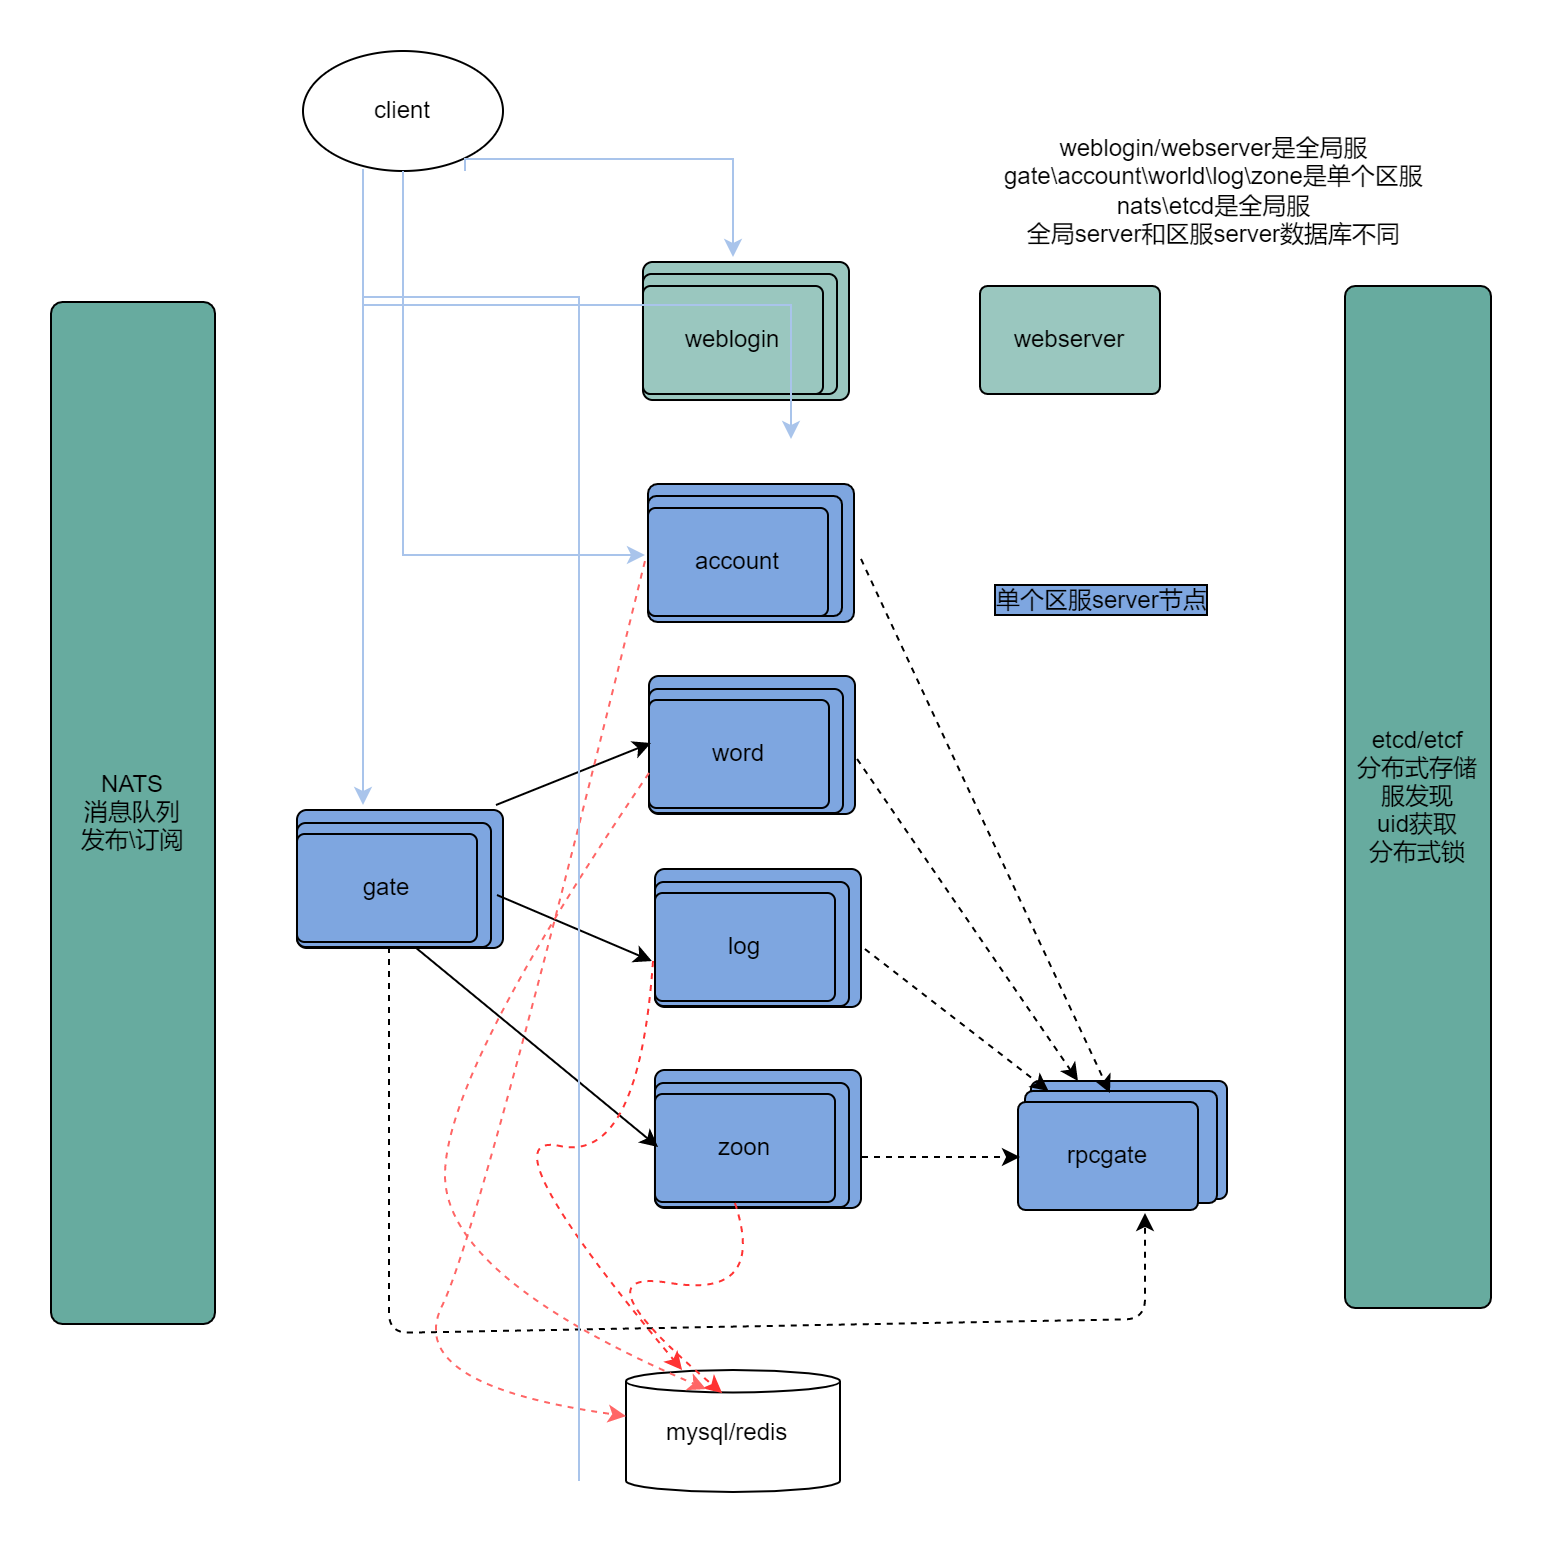 client
weblogin/webserver是全局服
gate\account\world\log\zone是单个区服
nats\etcd是全局服
全局server和区服server数据库不同
weblogin
webserver
account
单个区服server节点
word
NATS
消息队列
发布\订阅
etcd/etcf
分布式存储
服发现
uid获取
分布式锁
gate
log
zoon
rpcgate
mysql/redis